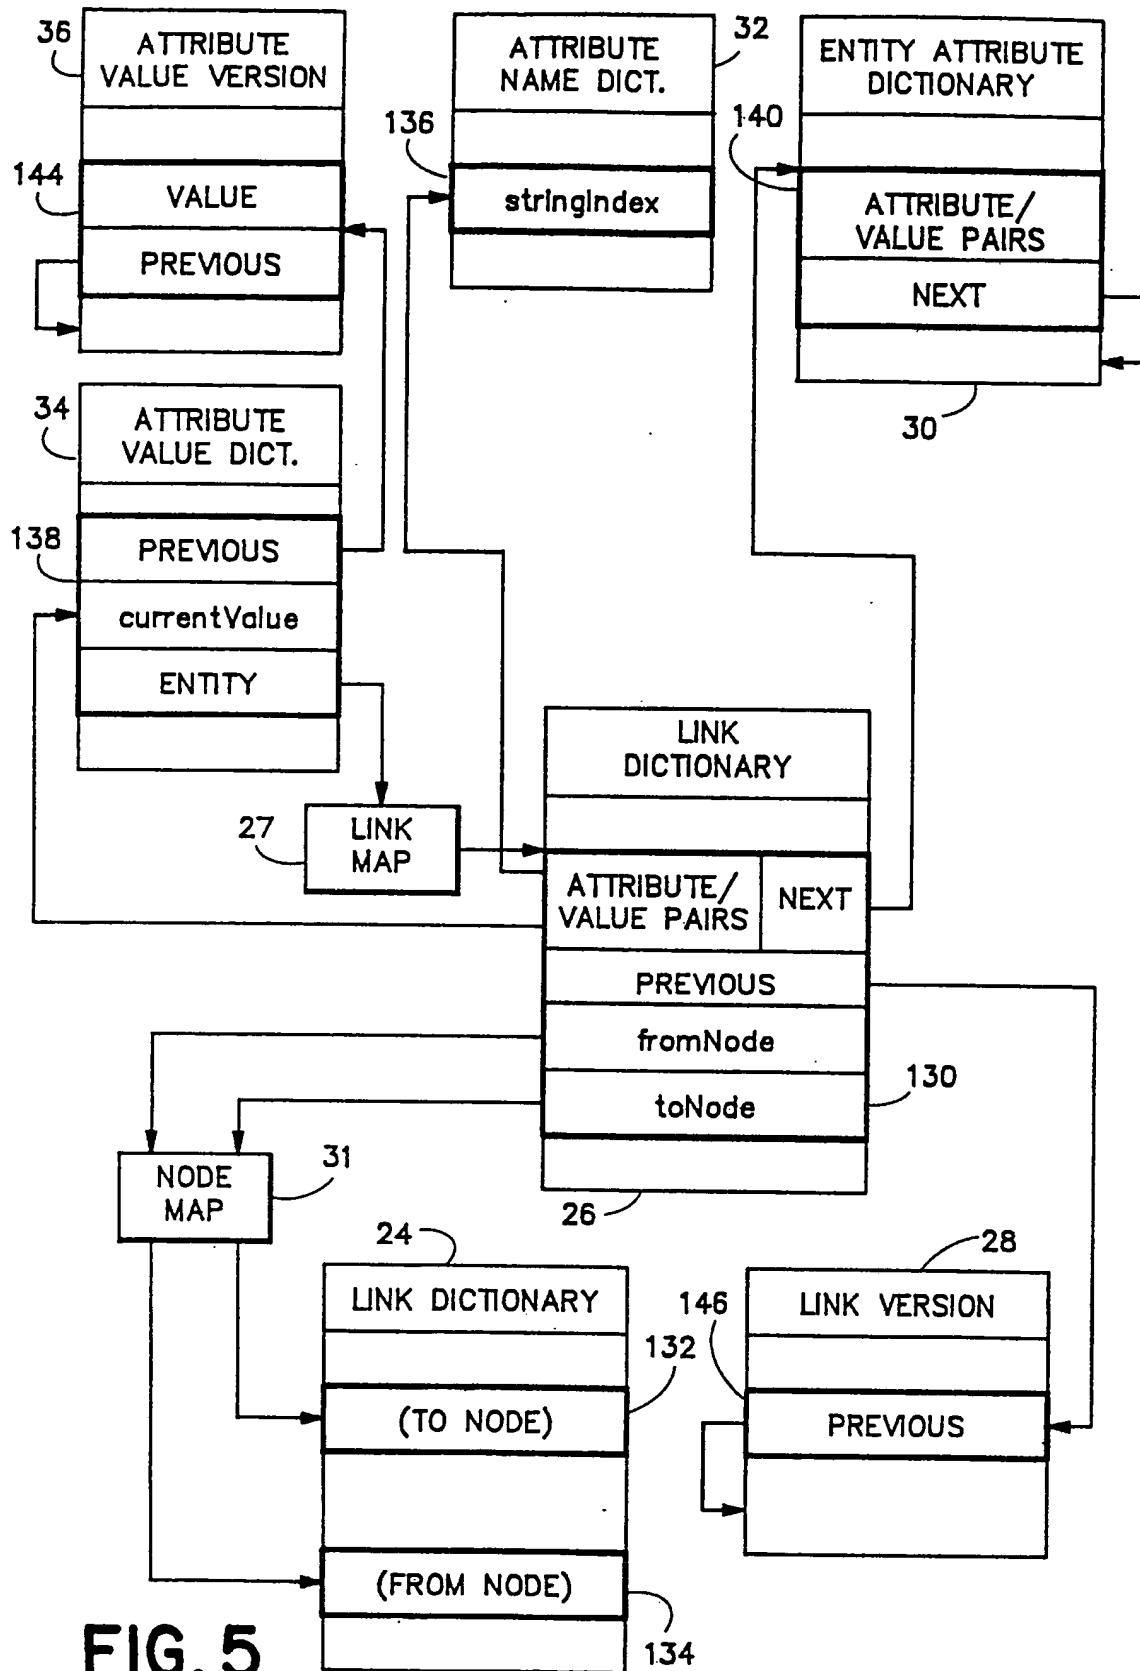 36
ATTRIBUTE
VALUE VERSION
144
VALUE
PREVIOUS
32
ATTRIBUTE
NAME DICT.
136
stringindex
ENTITY ATTRIBUTE
DICTIONARY
140
ATTRIBUTE/
VALUE PAIRS
NEXT
30
34
ATTRIBUTE
VALUE DICT.
138
PREVIOUS
currentValue
ENTITY
27
LINK
MAP
LINK
DICTIONARY
ATTRIBUTE/
VALUE PAIRS
NEXT
PREVIOUS
fromNode
toNode
130
26
NODE
MAP
31
24
LINK DICTIONARY
132
(TO NODE)
(FROM NODE)
134
28
LINK VERSION
146
PREVIOUS
FIG. 5